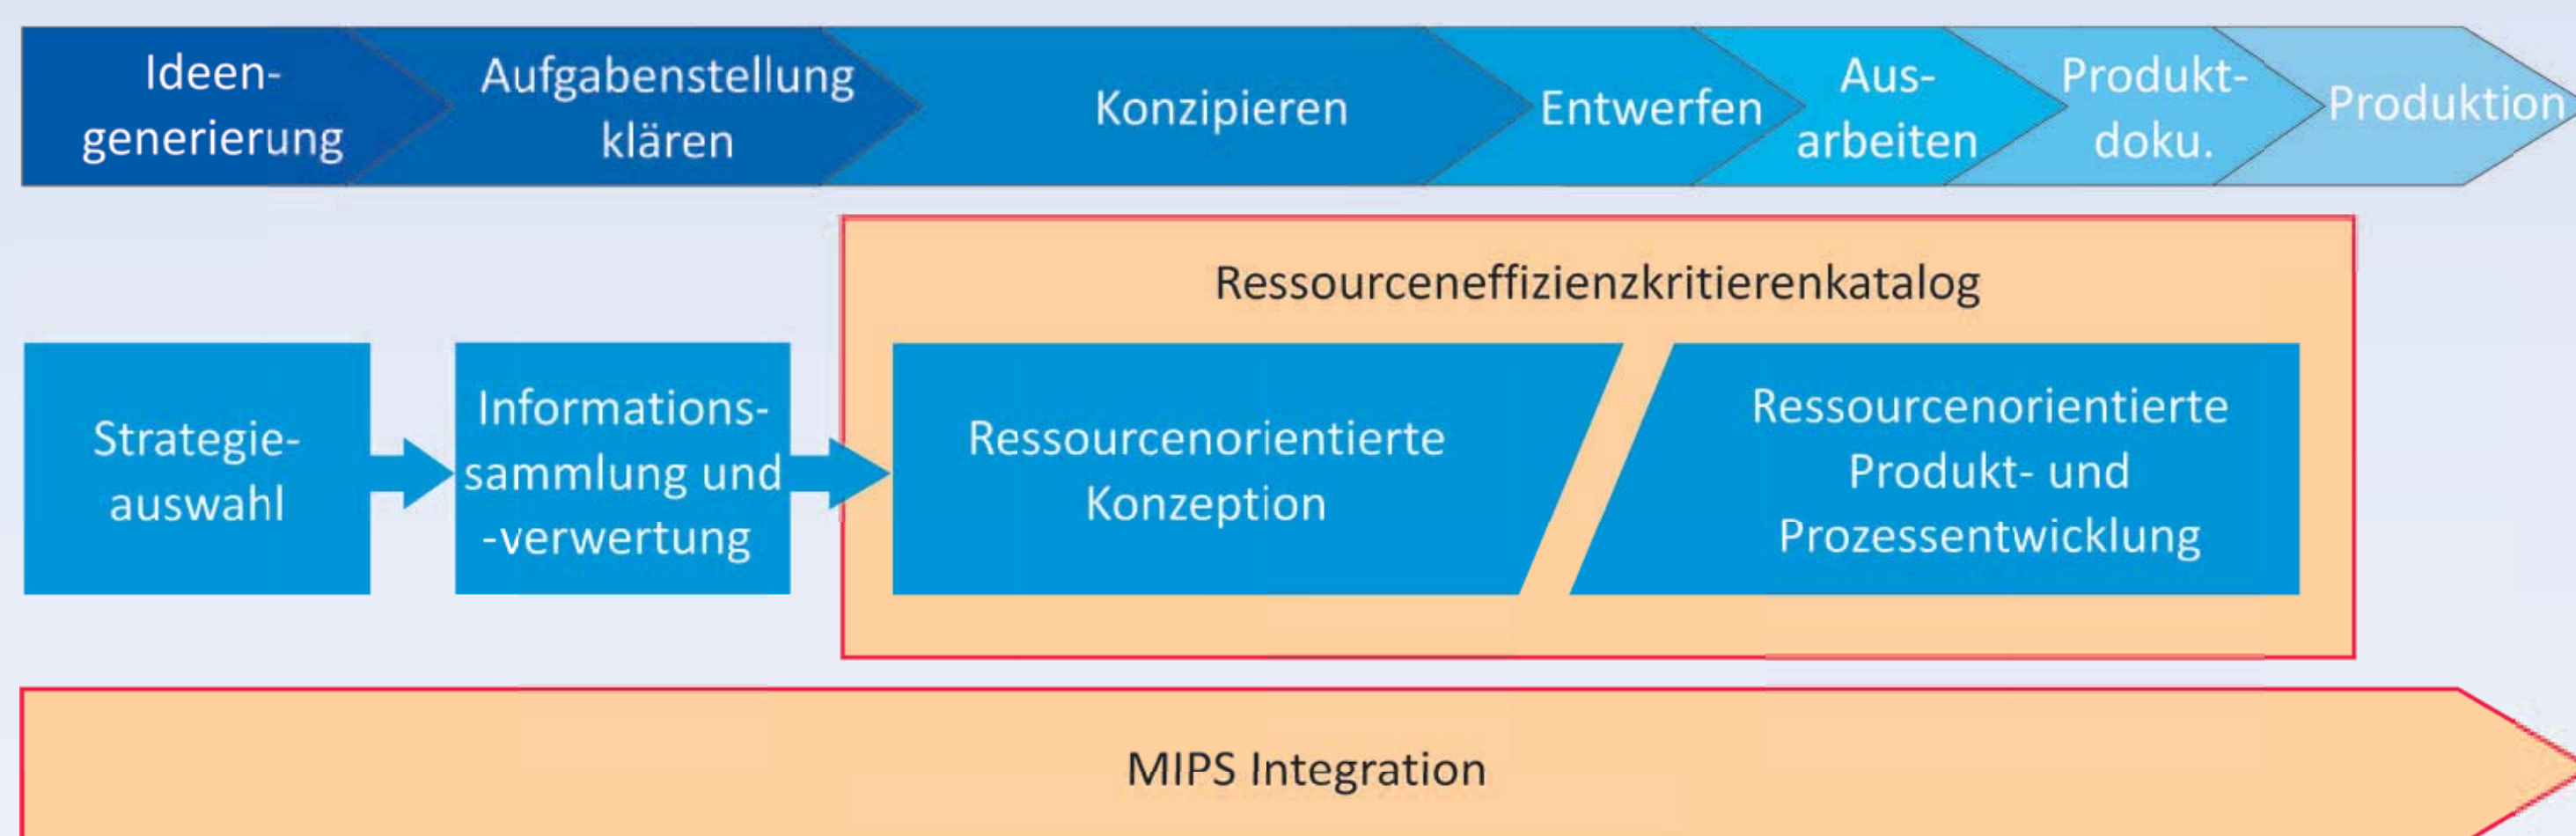 Ideen-
generierung
Aufgabenstellung
klären
Konzipieren
Entwerfen
Aus-
arbeiten
Produkt-
doku.
Produktion
Ressourceneffizienzkritierenkatalog
Strategie-
auswahl
Informations-
sammlung und
-verwertung
Ressourcenorientierte
Konzeption
Ressourcenorientierte
Produkt- und
Prozessentwicklung
MIPS Integration